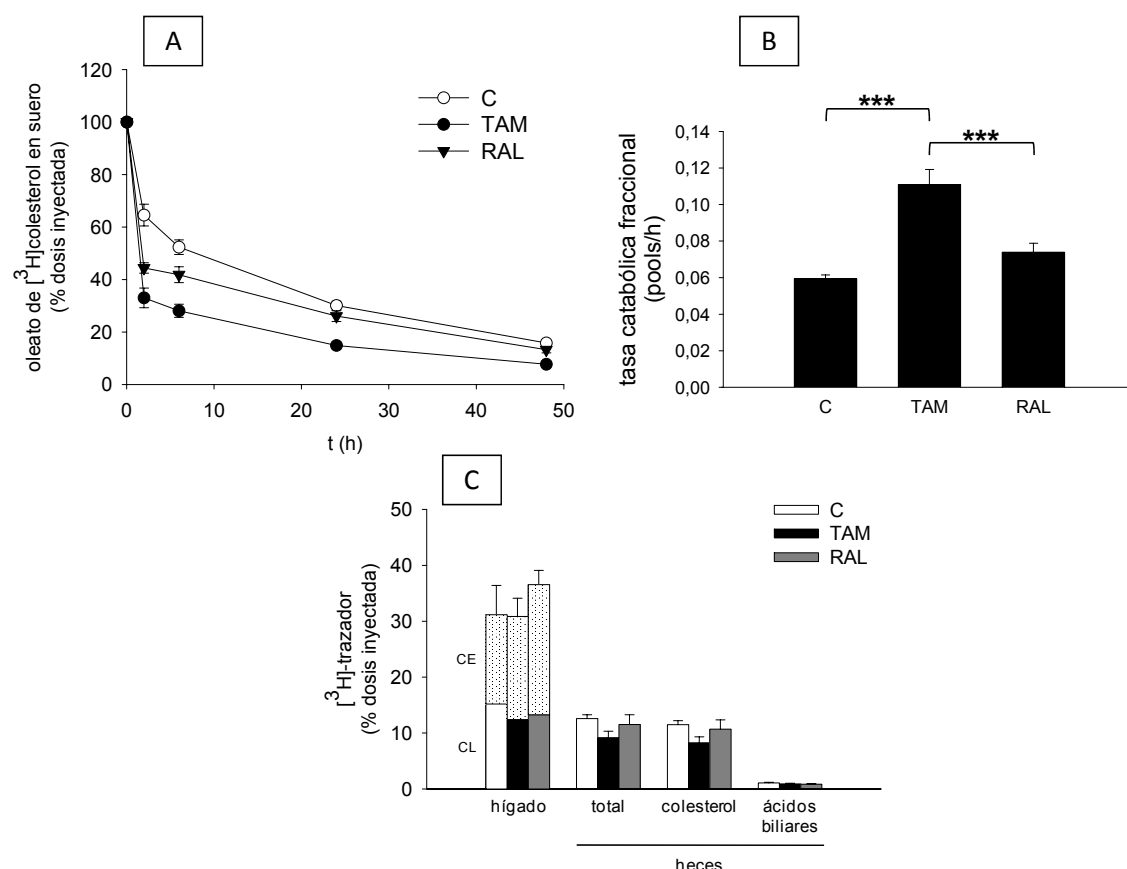 A
120
100
80
60
40
20
0
oleato de [³H]colesterol en suero
(% dosis inyectada)
C
TAM
RAL
0 10 20 30 40 50
t (h)
B
*** 
***
0,14
0,12
0,10
0,08
0,06
0,04
0,02
0,00
tasa catabólica fraccional
(pools/h)
C TAM RAL
C
50
40
30
20
10
0
[³H]-trazador
(% dosis inyectada)
CE
CL
C
TAM
RAL
hígado total colesterol ácidos
biliares
heces